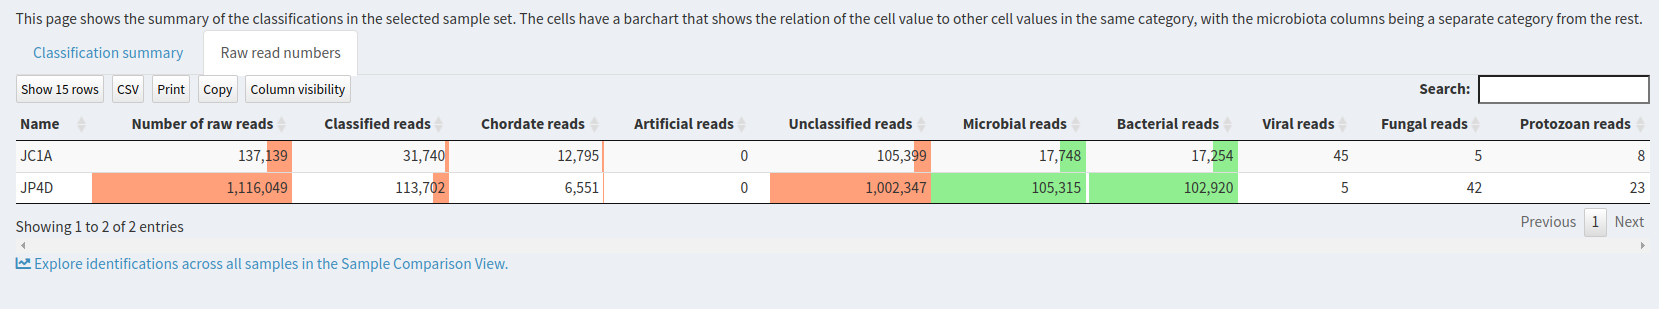 This page shows the summary of the classifications in the selected sample set. The cells have a barchart that shows the relation of the cell value to other cell values in the same category, with the microbiota columns being a separate category from the rest.
Classification summary Raw read numbers
Show 15 rows CSV Print Copy Column visibility Search:
Name Number of raw reads Classified reads Chordate reads Artificial reads Unclassified reads Microbial reads Bacterial reads Viral reads Fungal reads Protozoan reads
JC1A 137,139 31,740 12,795 0 105,399 17,748 17,254 45 5 8
JP4D 1,116,049 113,702 6,551 0 1,002,347 105,315 102,920 5 42 23
Showing 1 to 2 of 2 entries Previous 1 Next
Explore identifications across all samples in the Sample Comparison View.